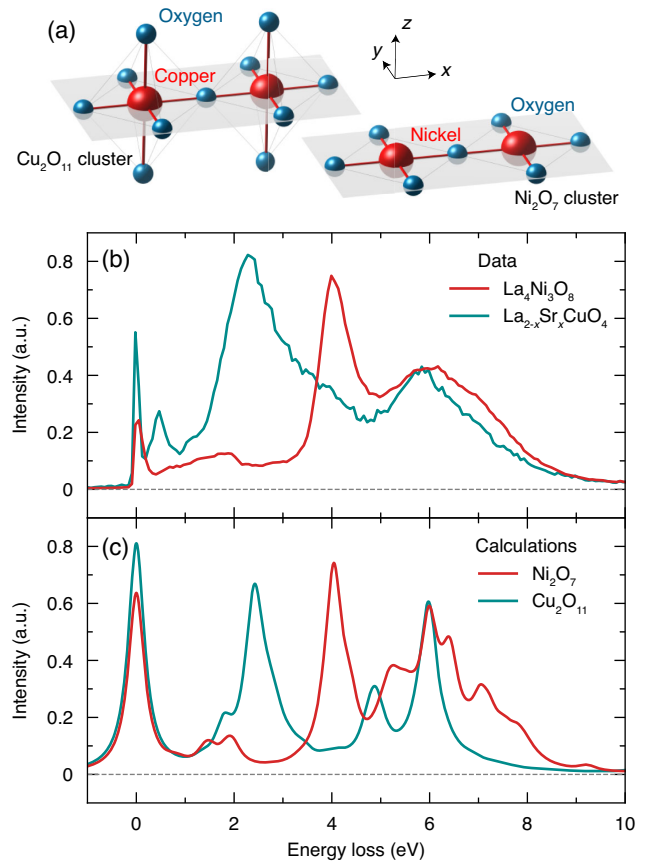 (a)
Oxygen
Copper
Cu₂O₁₁ cluster
z
y
x
Oxygen
Nickel
Ni₂O₇ cluster
(b)
Data
La₄Ni₃O₈
La₂₋ₓSrₓCuO₄
Intensity (a.u.)
0.8
0.6
0.4
0.2
0
(c)
Calculations
Ni₂O₇
Cu₂O₁₁
Intensity (a.u.)
0.8
0.6
0.4
0.2
0
0 2 4 6 8 10
Energy loss (eV)